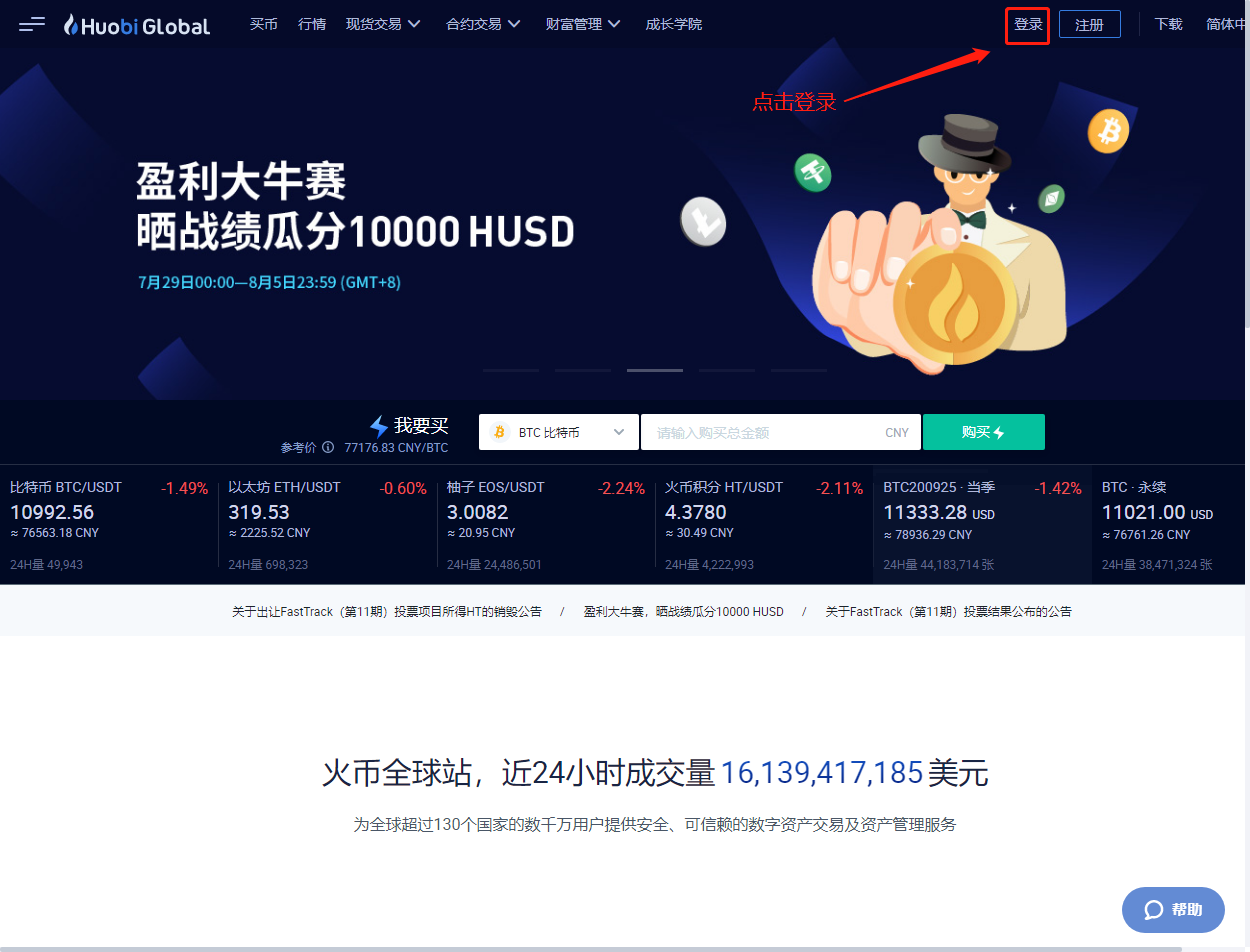 Huobi Global 买币 行情 现货交易 合约交易 财富管理 成长学院 登录 注册 下载 简体中
点击登录
盈利大牛赛
晒战绩瓜分10000 HUSD
7月29日00:00—8月5日23:59 (GMT+8)
我要买 BTC 比特币 请输入购买总金额 CNY 购买
参考价 77176.83 CNY/BTC
比特币 BTC/USDT -1.49% 以太坊 ETH/USDT -0.60% 柚子 EOS/USDT -2.24% 火币积分 HT/USDT -2.11% BTC200925 · 当季 -1.42% BTC · 永续
10992.56 319.53 3.0082 4.3780 11333.28 USD 11021.00 USD
≈ 76563.18 CNY ≈ 2225.52 CNY ≈ 20.95 CNY ≈ 30.49 CNY ≈ 78936.29 CNY ≈ 76761.26 CNY
24H量 49,943 24H量 698,323 24H量 24,486,501 24H量 4,222,993 24H量 44,183,714 张 24H量 38,471,324 张
关于出让FastTrack（第11期）投票项目所得HT的销毁公告 / 盈利大牛赛，晒战绩瓜分10000 HUSD / 关于FastTrack（第11期）投票结果公布的公告
火币全球站，近24小时成交量 16,139,417,185 美元
为全球超过130个国家的数千万用户提供安全、可信赖的数字资产交易及资产管理服务
帮助